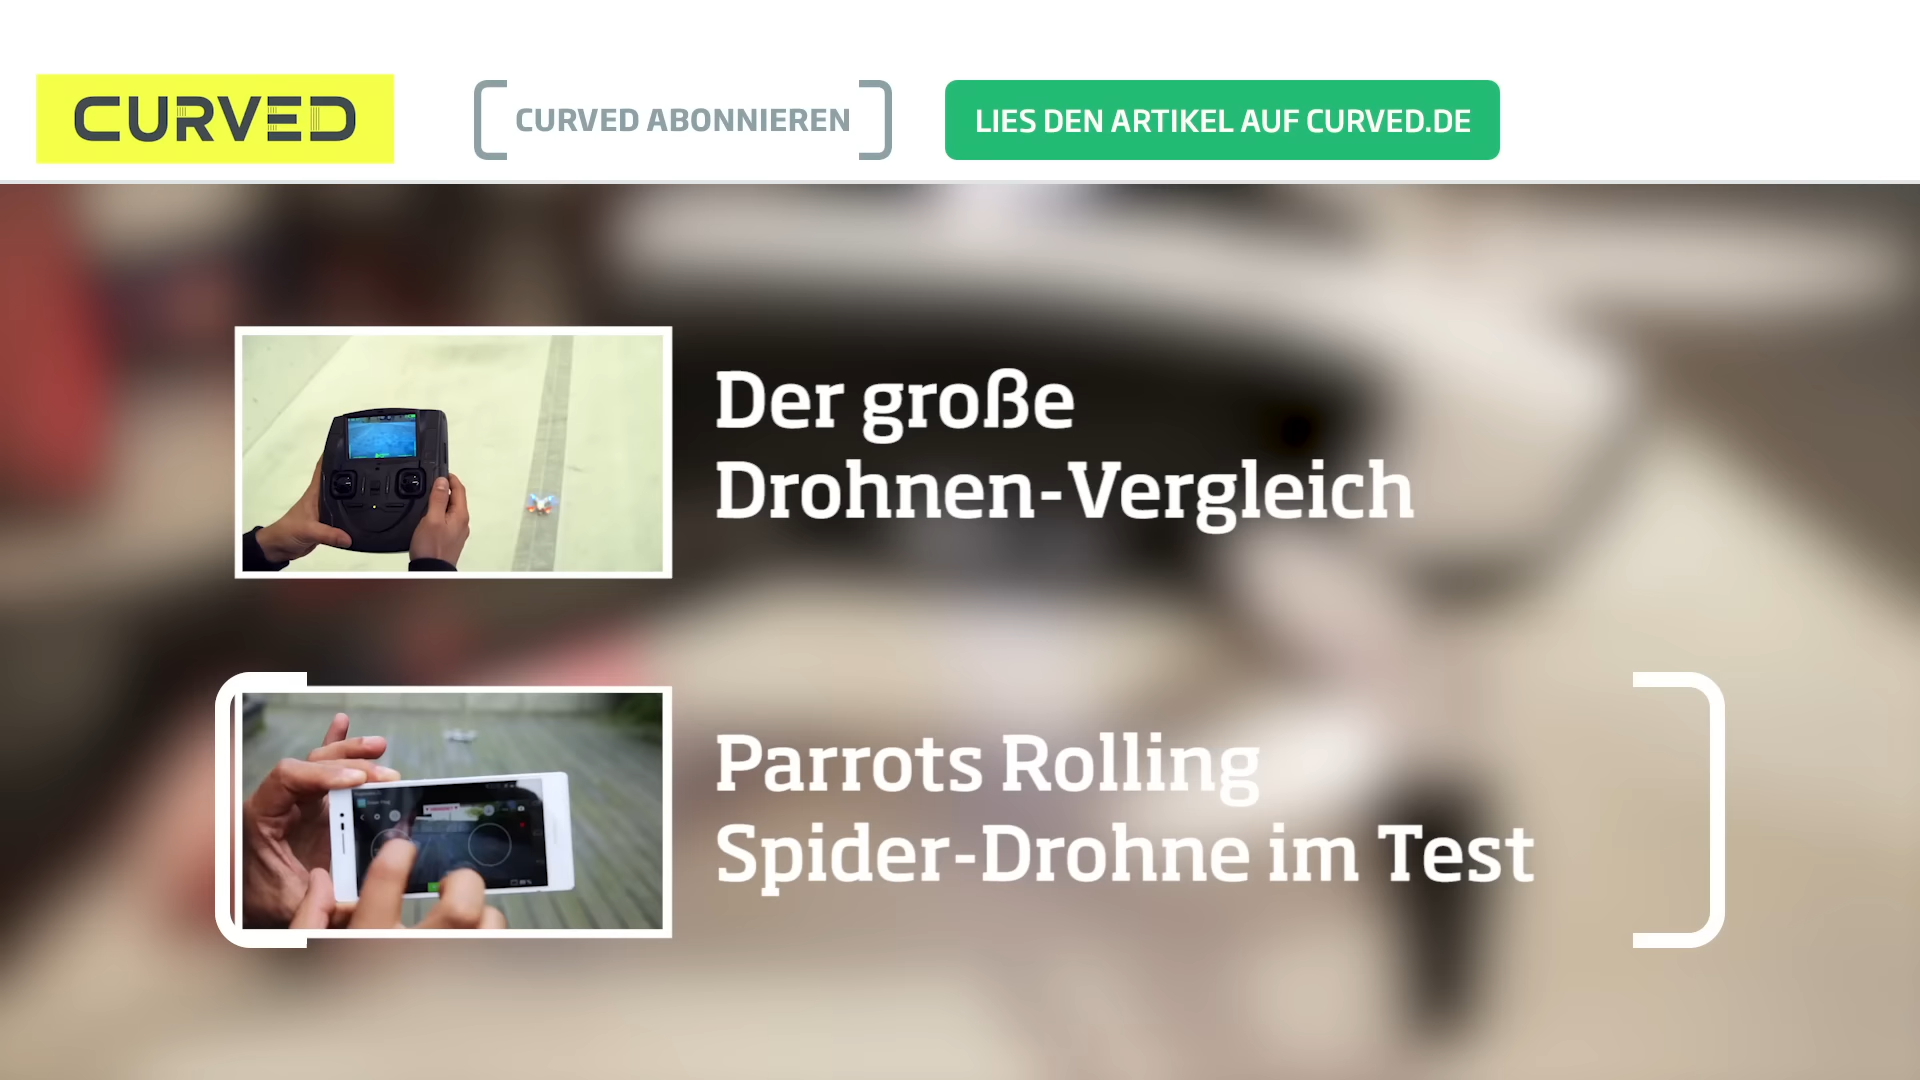 CURVED
CURVED ABONNIEREN
LIES DEN ARTIKEL AUF CURVED.DE
Der große
Drohnen-Vergleich
Parrots Rolling
Spider-Drohne im Test